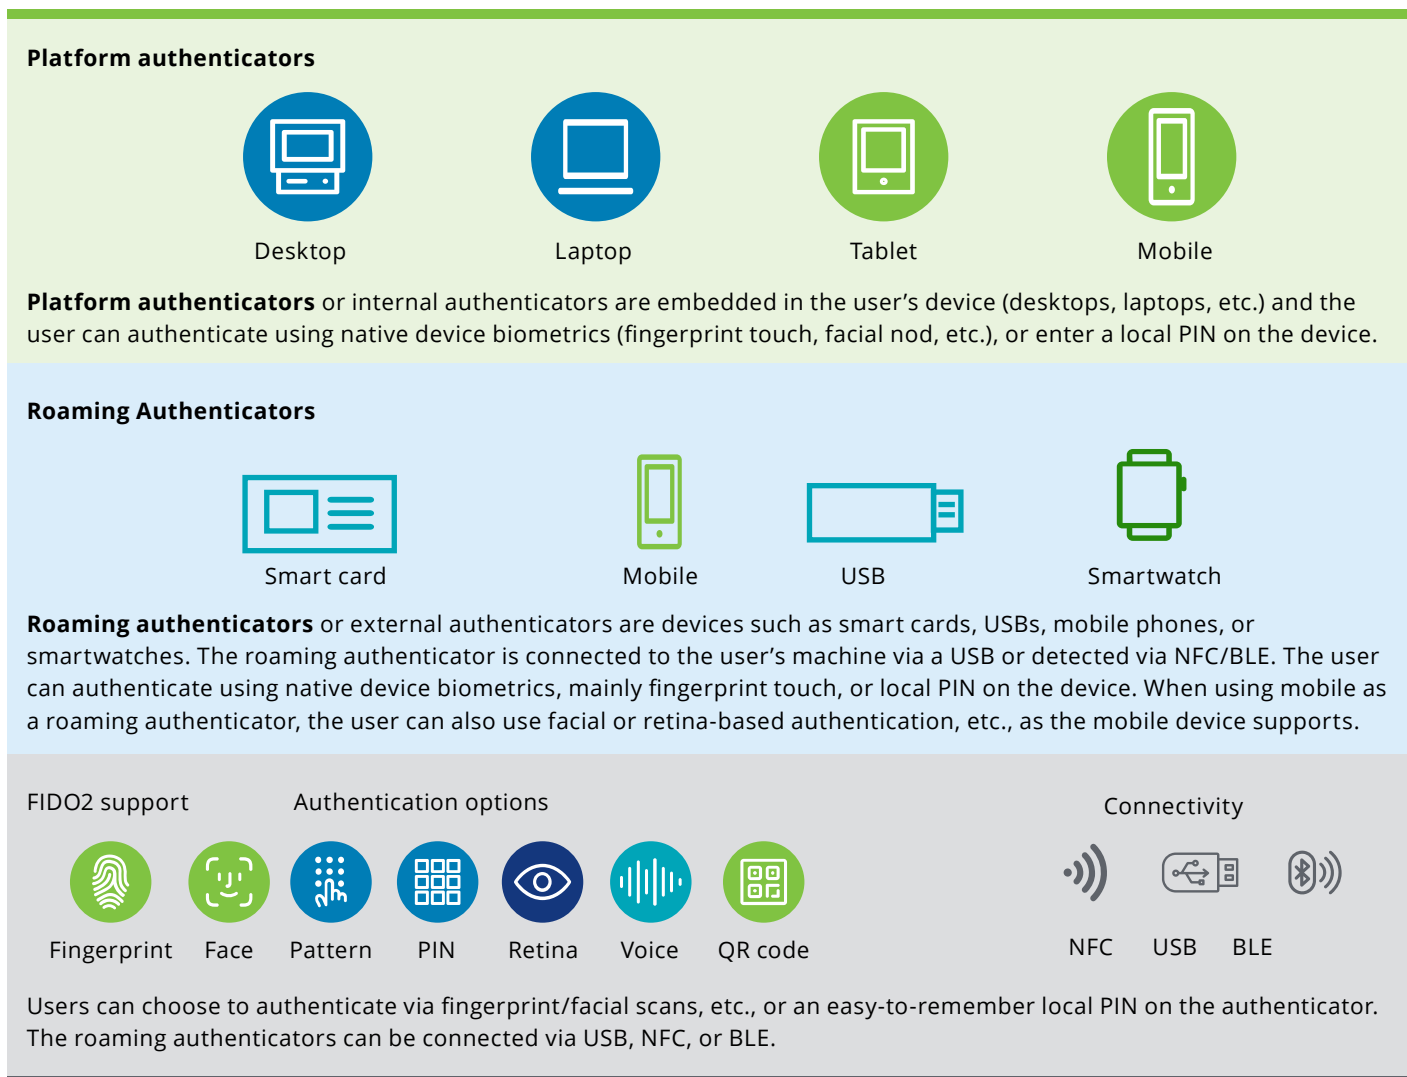 Platform authenticators
Desktop
Laptop
Tablet
Mobile
Platform authenticators or internal authenticators are embedded in the user’s device (desktops, laptops, etc.) and the
user can authenticate using native device biometrics (fingerprint touch, facial nod, etc.), or enter a local PIN on the device.
Roaming Authenticators
Smart card
Mobile
USB
Smartwatch
Roaming authenticators or external authenticators are devices such as smart cards, USBs, mobile phones, or
smartwatches. The roaming authenticator is connected to the user’s machine via a USB or detected via NFC/BLE. The user
can authenticate using native device biometrics, mainly fingerprint touch, or local PIN on the device. When using mobile as
a roaming authenticator, the user can also use facial or retina-based authentication, etc., as the mobile device supports.
FIDO2 support
Authentication options
Connectivity
Fingerprint
Face
Pattern
PIN
Retina
Voice
QR code
NFC
USB
BLE
Users can choose to authenticate via fingerprint/facial scans, etc., or an easy-to-remember local PIN on the authenticator.
The roaming authenticators can be connected via USB, NFC, or BLE.